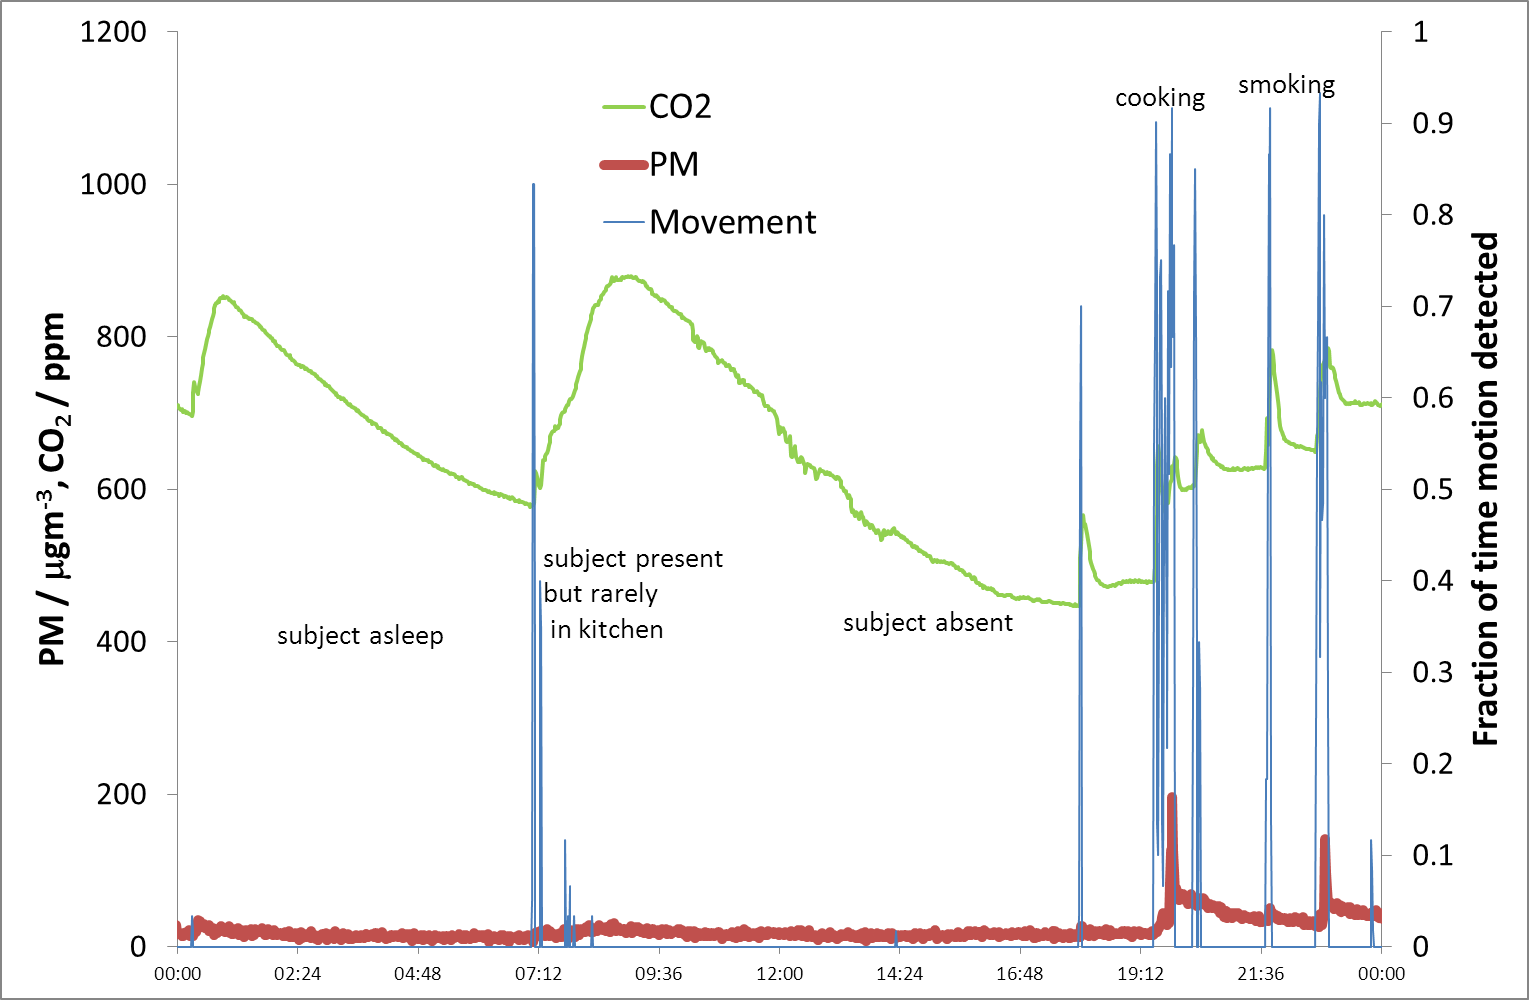 1200
1000
800
600
400
200
0
PM / µgm-3, CO2 / ppm
CO2
PM
Movement
cooking
smoking
subject asleep
subject present
but rarely
in kitchen
subject absent
1
0.9
0.8
0.7
0.6
0.5
0.4
0.3
0.2
0.1
0
Fraction of time motion detected
00:00 02:24 04:48 07:12 09:36 12:00 14:24 16:48 19:12 21:36 00:00